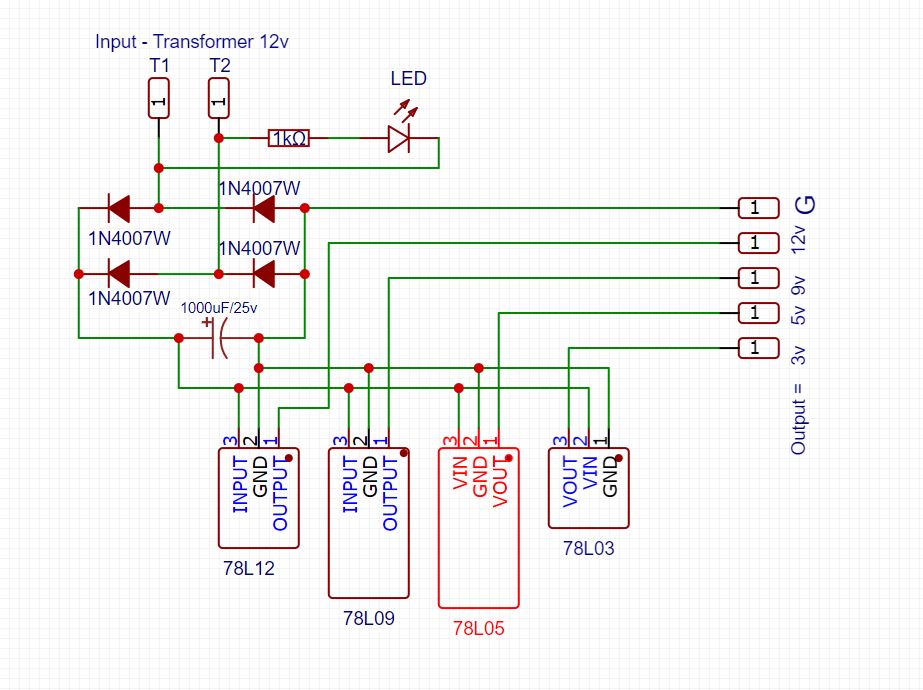 Input - Transformer 12v
T1 T2
1 1
LED
1kΩ
1N4007W
1N4007W
1N4007W
1N4007W
1000uF/25v
+
1 G
1 12v
1 9v
1 5v
1 3v
Output =
3 2 1
INPUT GND OUTPUT
78L12
3 2 1
INPUT GND OUTPUT
78L09
3 2 1
VIN GND VOUT
78L05
3 2 1
VOUT VIN GND
78L03